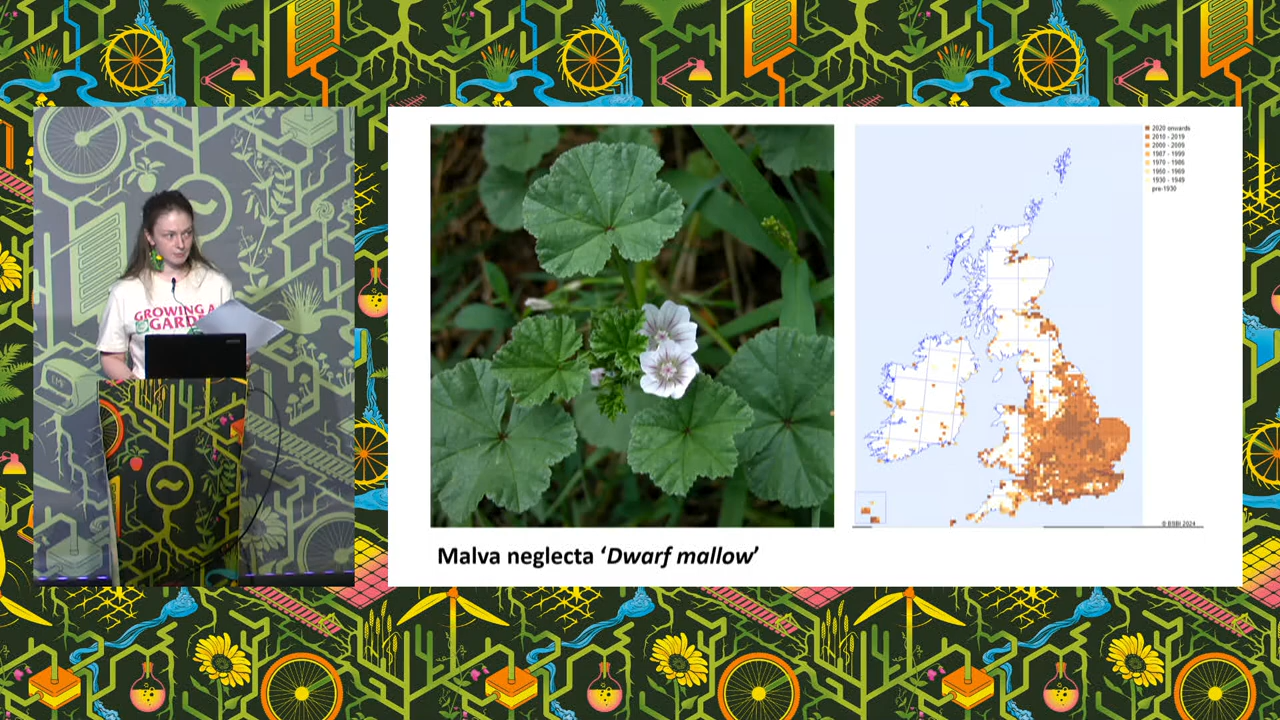 GROWING A
GARDE
2020 onwards
2010 - 2019
2000 - 2009
1987 - 1999
1970 - 1986
1950 - 1969
1930 - 1949
pre-1930
© BSBI 2024
Malva neglecta ‘Dwarf mallow’